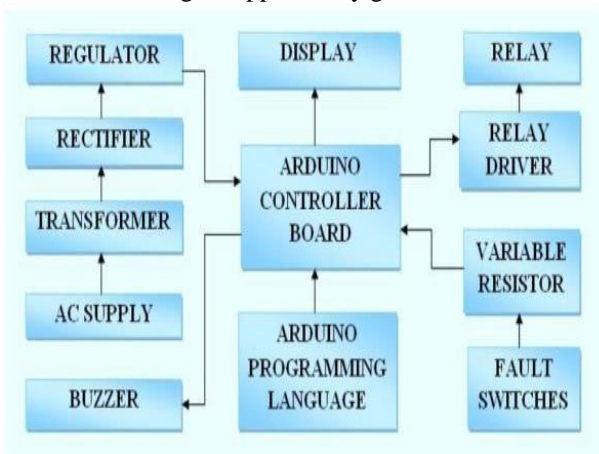 REGULATOR
RECTIFIER
TRANSFORMER
AC SUPPLY
BUZZER
DISPLAY
ARDUINO
CONTROLLER
BOARD
ARDUINO
PROGRAMMING
LANGUAGE
RELAY
RELAY
DRIVER
VARIABLE
RESISTOR
FAULT
SWITCHES